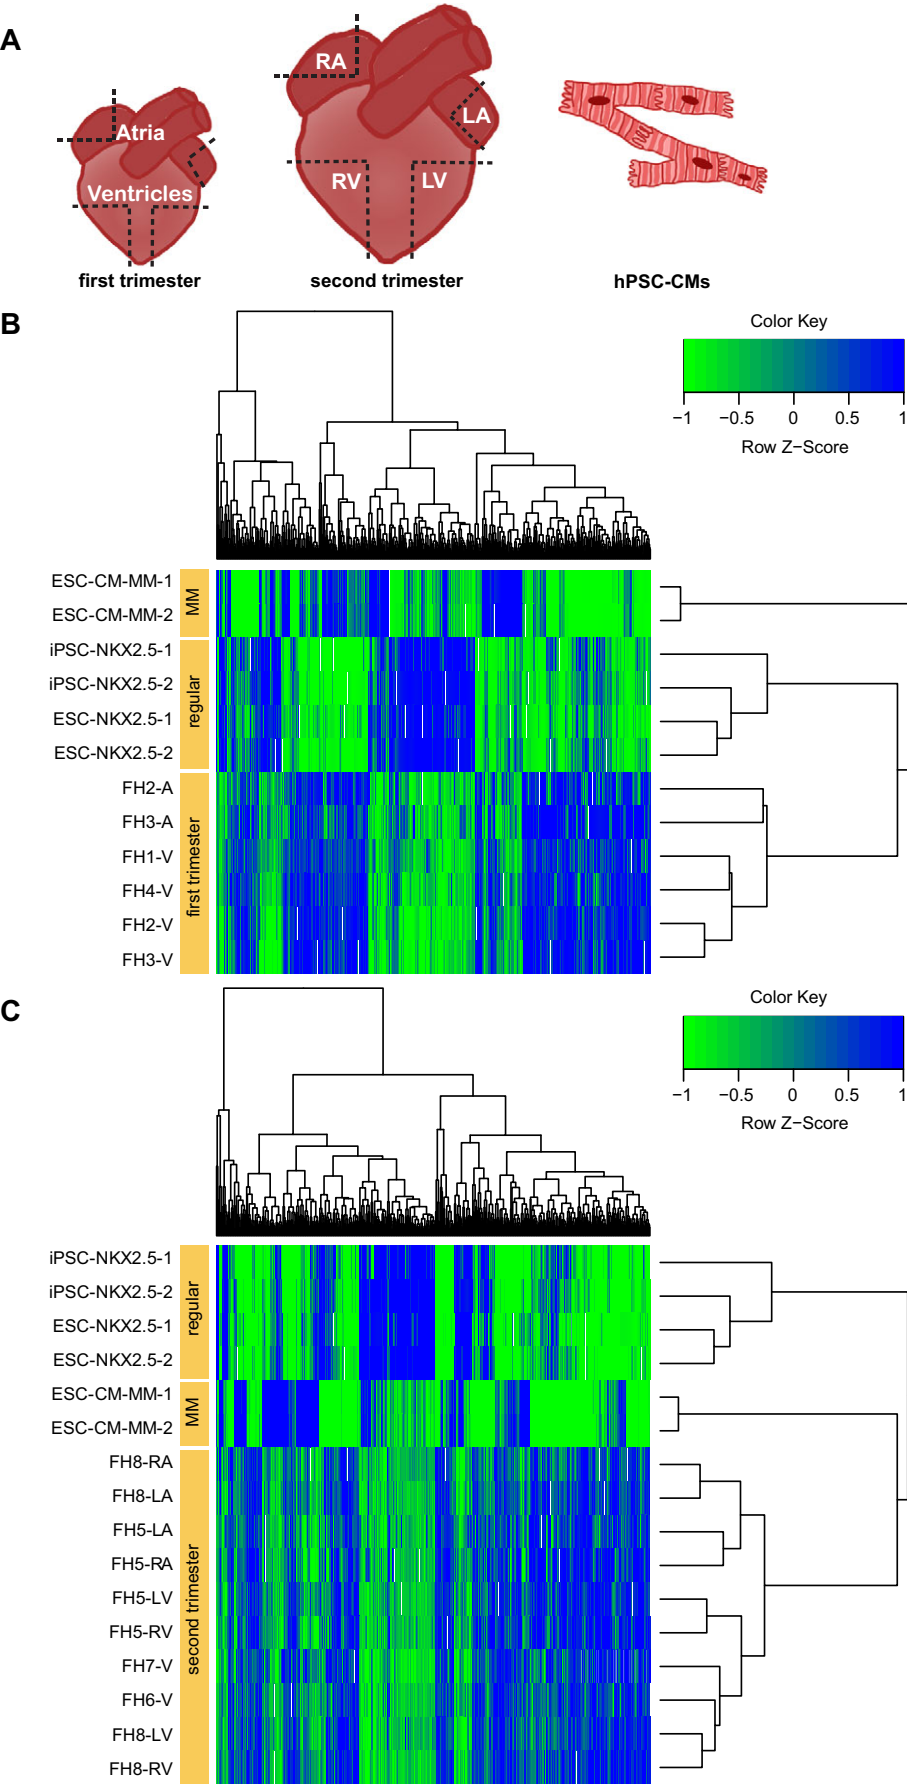 A
RA
LA
Atria
RV
LV
Ventricles
first trimester
second trimester
hPSC-CMs
B
Color Key
−1
−0.5
0
0.5
1
Row Z−Score
ESC-CM-MM-1
ESC-CM-MM-2
MM
iPSC-NKX2.5-1
iPSC-NKX2.5-2
ESC-NKX2.5-1
ESC-NKX2.5-2
regular
FH2-A
FH3-A
FH1-V
FH4-V
FH2-V
FH3-V
first trimester
C
Color Key
−1
−0.5
0
0.5
1
Row Z−Score
iPSC-NKX2.5-1
iPSC-NKX2.5-2
ESC-NKX2.5-1
ESC-NKX2.5-2
regular
ESC-CM-MM-1
ESC-CM-MM-2
MM
FH8-RA
FH8-LA
FH5-LA
FH5-RA
FH5-LV
FH5-RV
FH7-V
FH6-V
FH8-LV
FH8-RV
second trimester